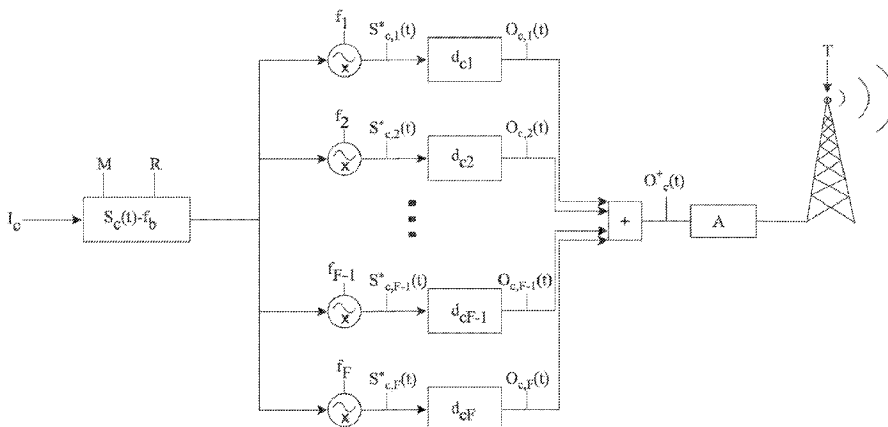 f1 S*c,1(t) Oc,1(t)
dc1
T
f2 S*c,2(t) Oc,2(t)
dc2
M R
O+c(t)
Ic Sc(t)-fb
+ A
fF-1 S*c,F-1(t) Oc,F-1(t)
dcF-1
fF S*c,F(t) Oc,F(t)
dcF
x
x
x
x